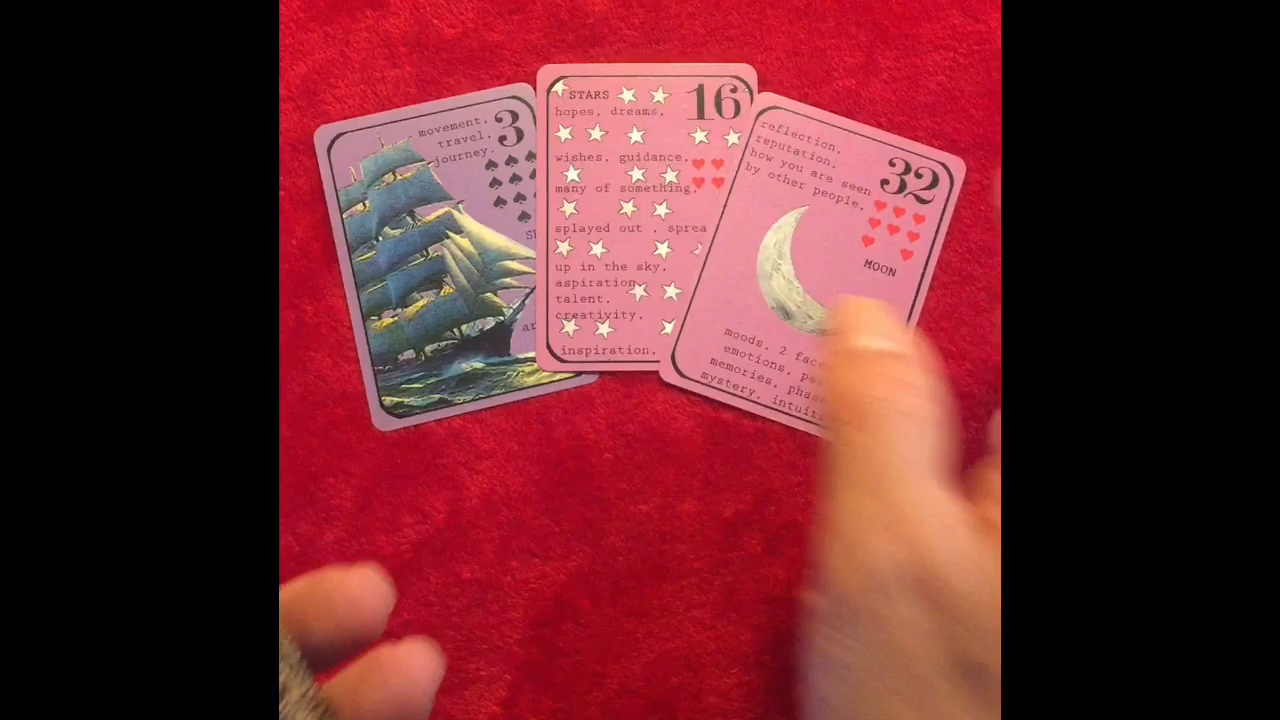 movement,
travel,
journey.
3
STARS
16
hopes, dreams,
wishes, guidance,
many of something,
splayed out , sprea
up in the sky,
aspiration
talent,
creativity,
inspiration,
reflection,
reputation,
how you are seen
by other people.
32
MOON
moods, 2
emotions,
memories,
mystery,